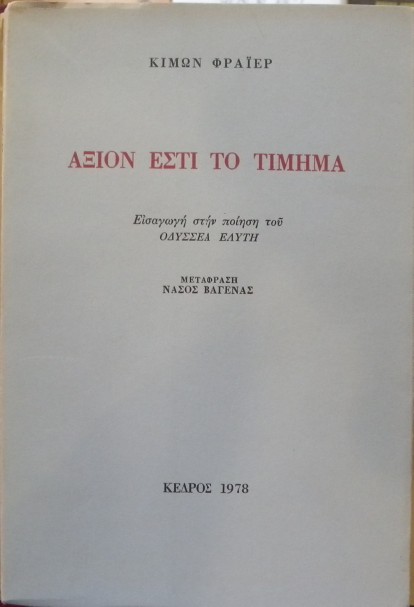 ΚΙΜΩΝ ΦΡΑΪΕΡ
ΑΞΙΟΝ ΕΣΤΙ ΤΟ ΤΙΜΗΜΑ
Εἰσαγωγή στήν ποίηση τοῦ
ΟΔΥΣΣΕΑ ΕΛΥΤΗ
ΜΕΤΑΦΡΑΣΗ
ΝΑΣΟΣ ΒΑΓΕΝΑΣ
ΚΕΔΡΟΣ 1978